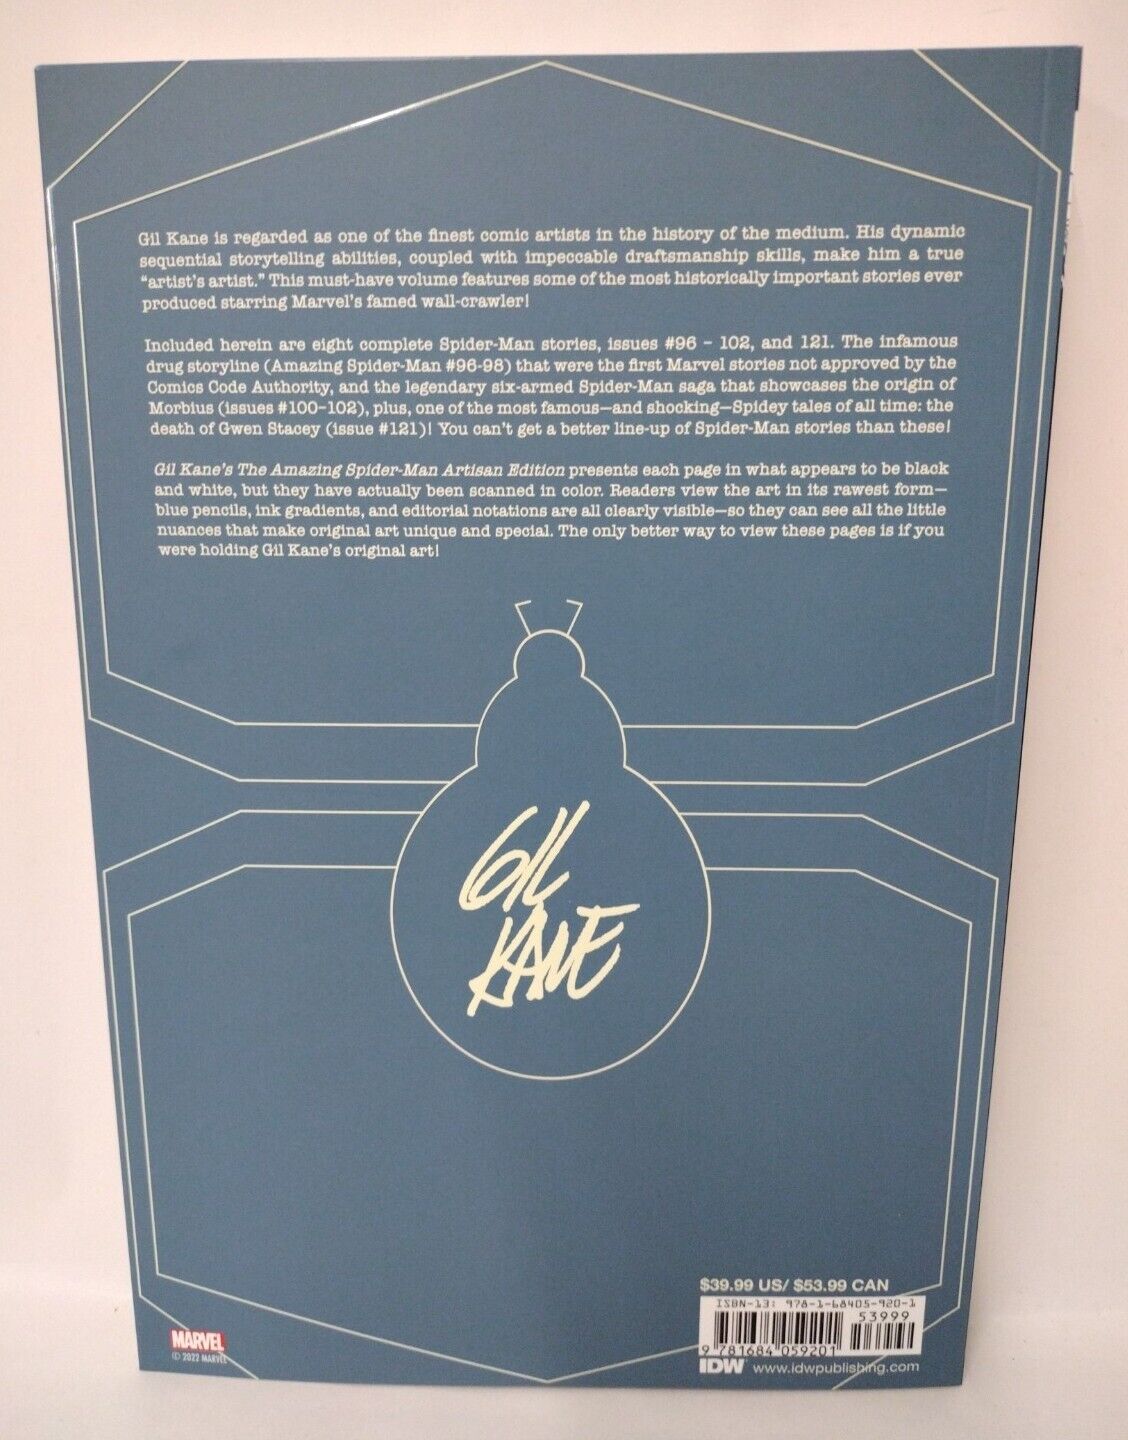 Gil Kane is regarded as one of the finest comic artists in the history of the medium. His dynamic
sequential storytelling abilities, coupled with impeccable draftsmanship skills, make him a true
“artist’s artist.” This must-have volume features some of the most historically important stories ever
produced starring Marvel’s famed wall-crawler!
Included herein are eight complete Spider-Man stories, issues #96 – 102, and 121. The infamous
drug storyline (Amazing Spider-Man #96-98) that were the first Marvel stories not approved by the
Comics Code Authority, and the legendary six-armed Spider-Man saga that showcases the origin of
Morbius (issues #100–102), plus, one of the most famous—and shocking—Spidey tales of all time: the
death of Gwen Stacey (issue #121)! You can’t get a better line-up of Spider-Man stories than these!
Gil Kane’s The Amazing Spider-Man Artisan Edition presents each page in what appears to be black
and white, but they have actually been scanned in color. Readers view the art in its rawest form—
blue pencils, ink gradients, and editorial notations are all clearly visible—so they can see all the little
nuances that make original art unique and special. The only better way to view these pages is if you
were holding Gil Kane’s original art!
GIL
KANE
$39.99 US/ $53.99 CAN
ISBN-13: 978-1-68405-920-1
53999
9 781684 059201
IDW www.idwpublishing.com
MARVEL
© 2022 MARVEL